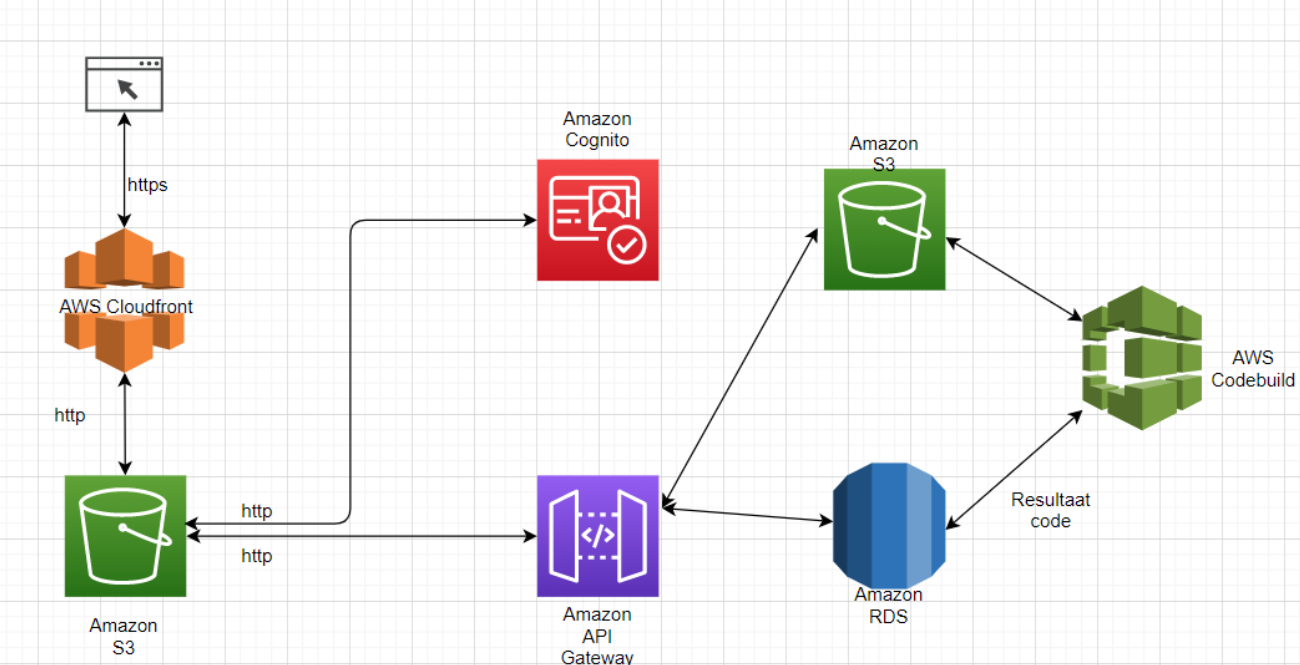 https
AWS Cloudfront
http
Amazon
S3
http
http
Amazon
Cognito
</>
Amazon
API
Gateway
Amazon
S3
Amazon
RDS
Resultaat
code
AWS
Codebuild